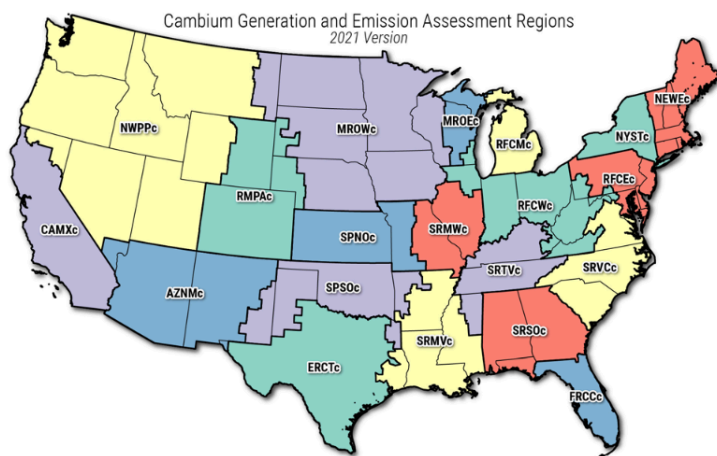 Cambium Generation and Emission Assessment Regions
2021 Version
NWPPc
MROWc
MROEc
RFCMc
NEWEc
NYSTc
RFCEc
RMPAc
RFCWc
CAMXc
SPNOc
SRMWc
SRTVc
SRVCc
AZNMc
SPSOc
SRMVc
SRSOc
ERCTc
FRCCc